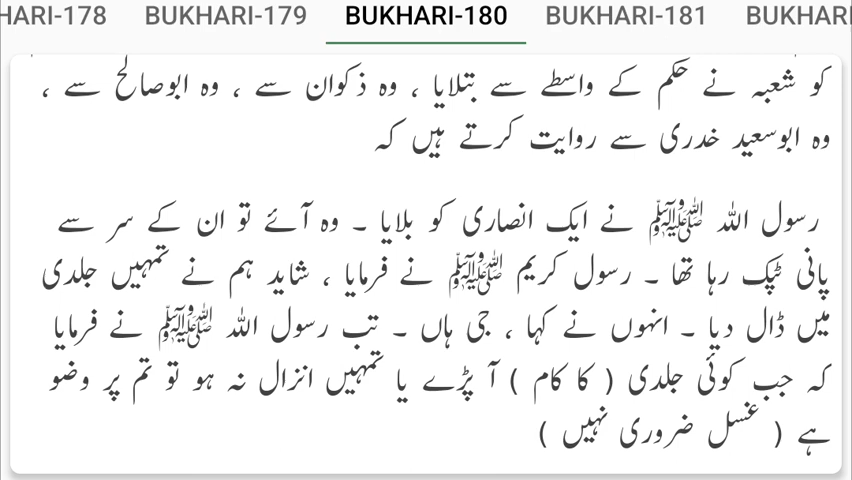 HARI-178 BUKHARI-179 BUKHARI-180 BUKHARI-181 BUKHARI
کو شعبہ نے حکم کے واسطے سے بتلایا ، وہ ذکوان سے ، وہ ابوصالح سے ،
وہ ابوسعید خدری سے روایت کرتے ہیں کہ
رسول اللہ ﷺ نے ایک انصاری کو بلایا ۔ وہ آئے تو ان کے سر سے
پانی ٹپک رہا تھا ۔ رسول کریم ﷺ نے فرمایا ، شاید ہم نے تمہیں جلدی
میں ڈال دیا ۔ انہوں نے کہا ، جی ہاں ۔ تب رسول اللہ ﷺ نے فرمایا
کہ جب کوئی جلدی ( کا کام ) آ پڑے یا تمہیں انزال نہ ہو تو تم پر وضو
ہے ( غسل ضروری نہیں )